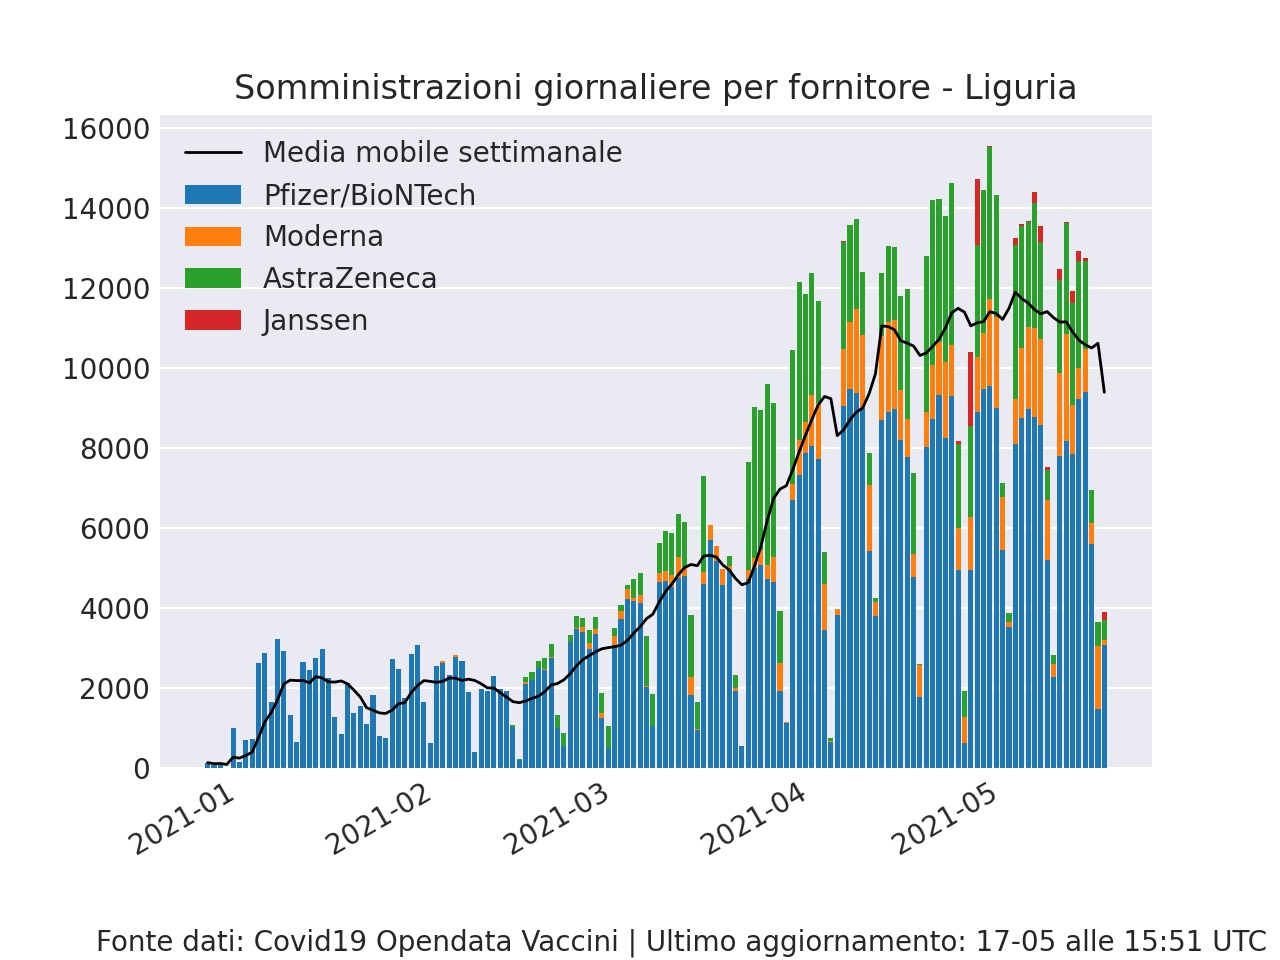 Somministrazioni giornaliere per fornitore - Liguria
16000
14000
12000
10000
8000
6000
4000
2000
0
Media mobile settimanale
Pfizer/BioNTech
Moderna
AstraZeneca
Janssen
2021-01
2021-02
2021-03
2021-04
2021-05
Fonte dati: Covid19 Opendata Vaccini | Ultimo aggiornamento: 17-05 alle 15:51 UTC